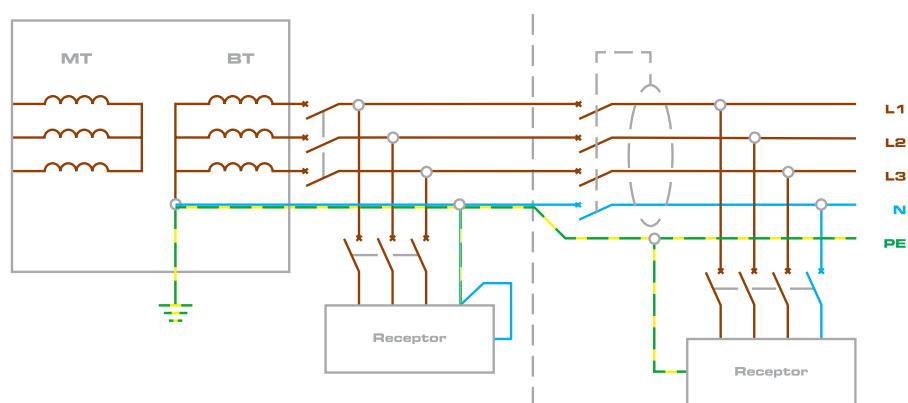 MT
BT
L1
L2
L3
N
PE
Receptor
Receptor